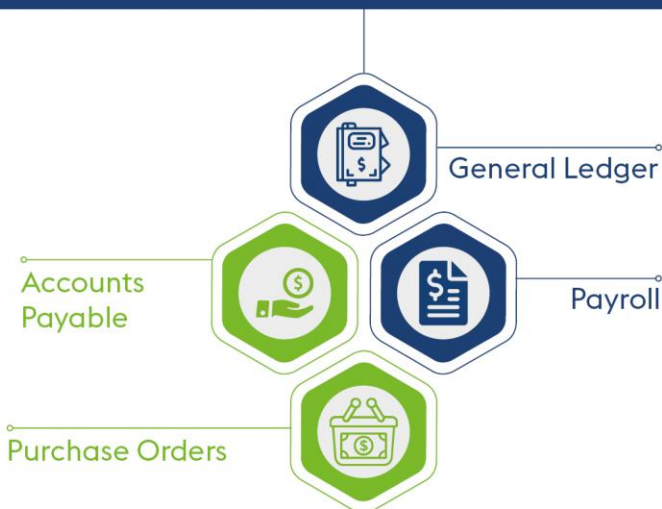 General Ledger
Accounts
Payable
Payroll
Purchase Orders